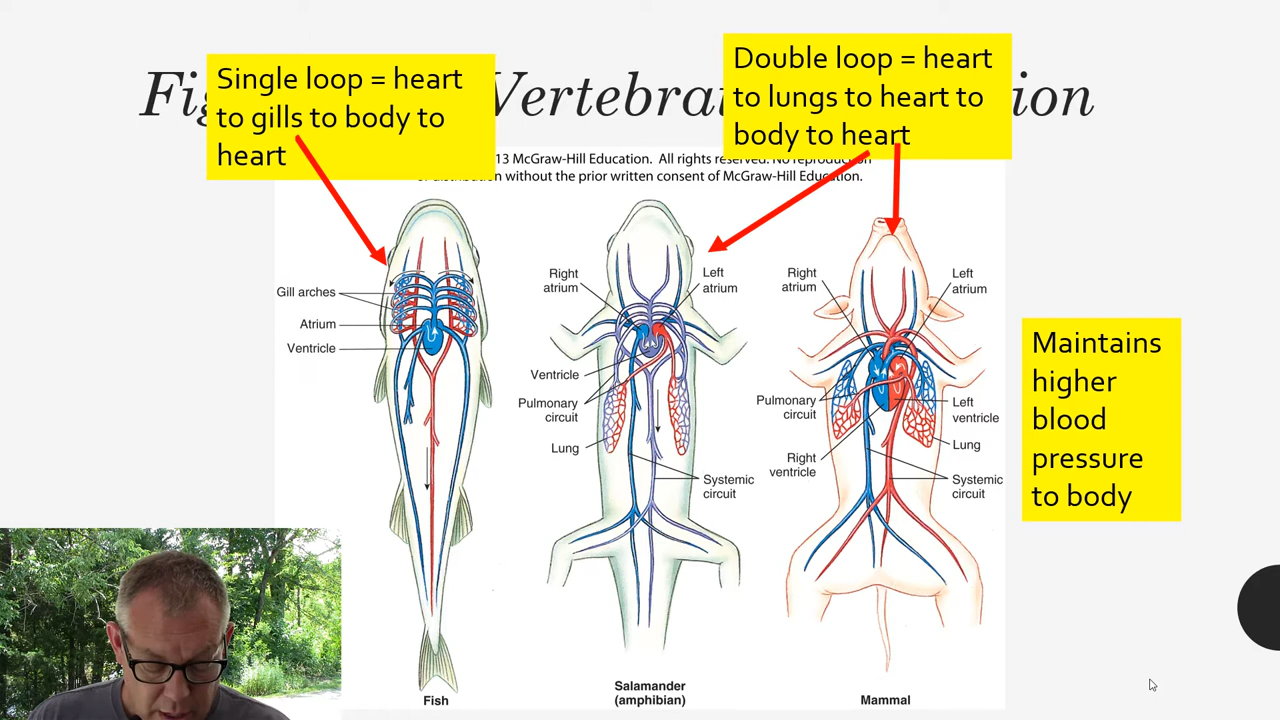 Single loop = heart
to gills to body to
heart
Double loop = heart
to lungs to heart to
body to heart
13 McGraw-Hill Education. All rights reserved. No reproduction
distribution without the prior written consent of McGraw-Hill Education.
Right
atrium
Left
atrium
Right
atrium
Left
atrium
Gill arches
Atrium
Ventricle
Ventricle
Pulmonary
circuit
Lung
Systemic
circuit
Pulmonary
circuit
Right
ventricle
Left
ventricle
Lung
Systemic
circuit
Maintains
higher
blood
pressure
to body
Fish
Salamander
(amphibian)
Mammal